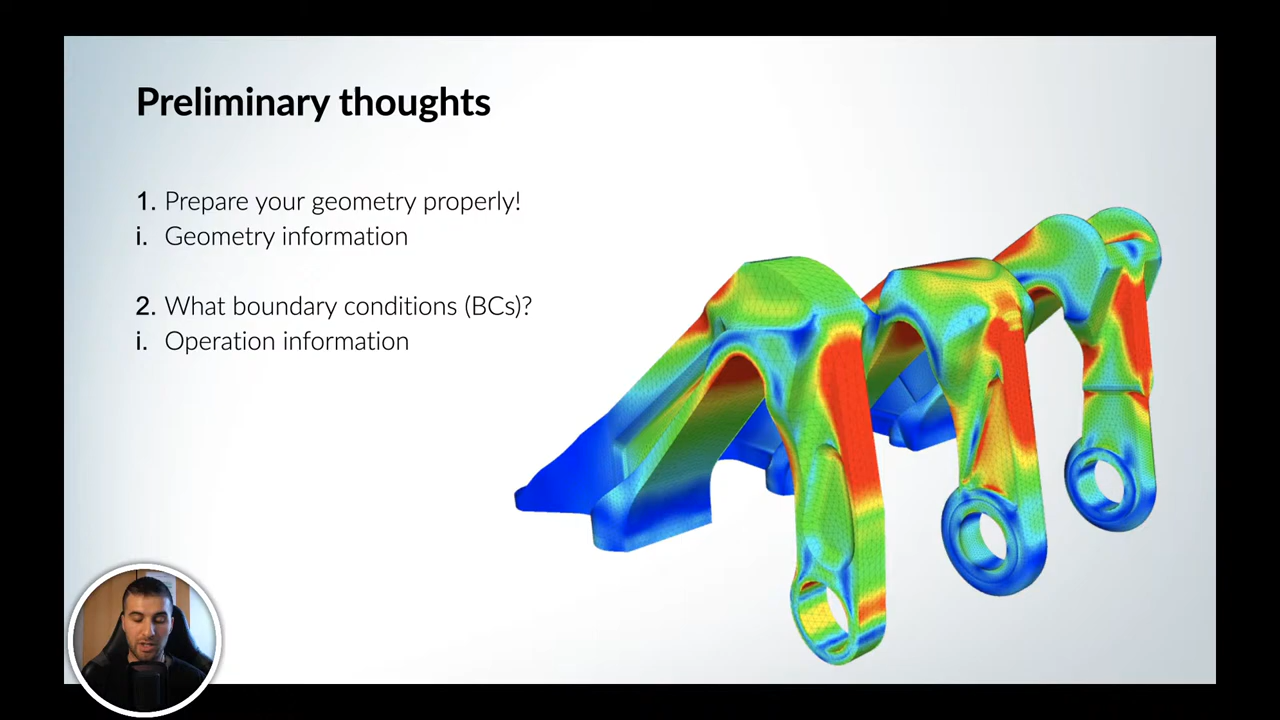 Preliminary thoughts
1. Prepare your geometry properly!
i. Geometry information
2. What boundary conditions (BCs)?
i. Operation information